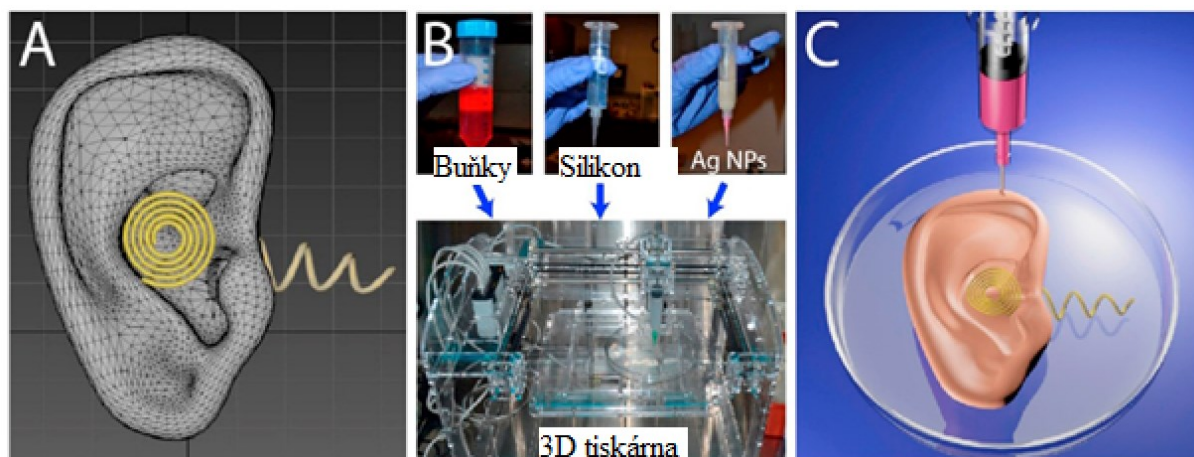 A
B
C
Buňky
Silikon
Ag NPs
3D tiskárna